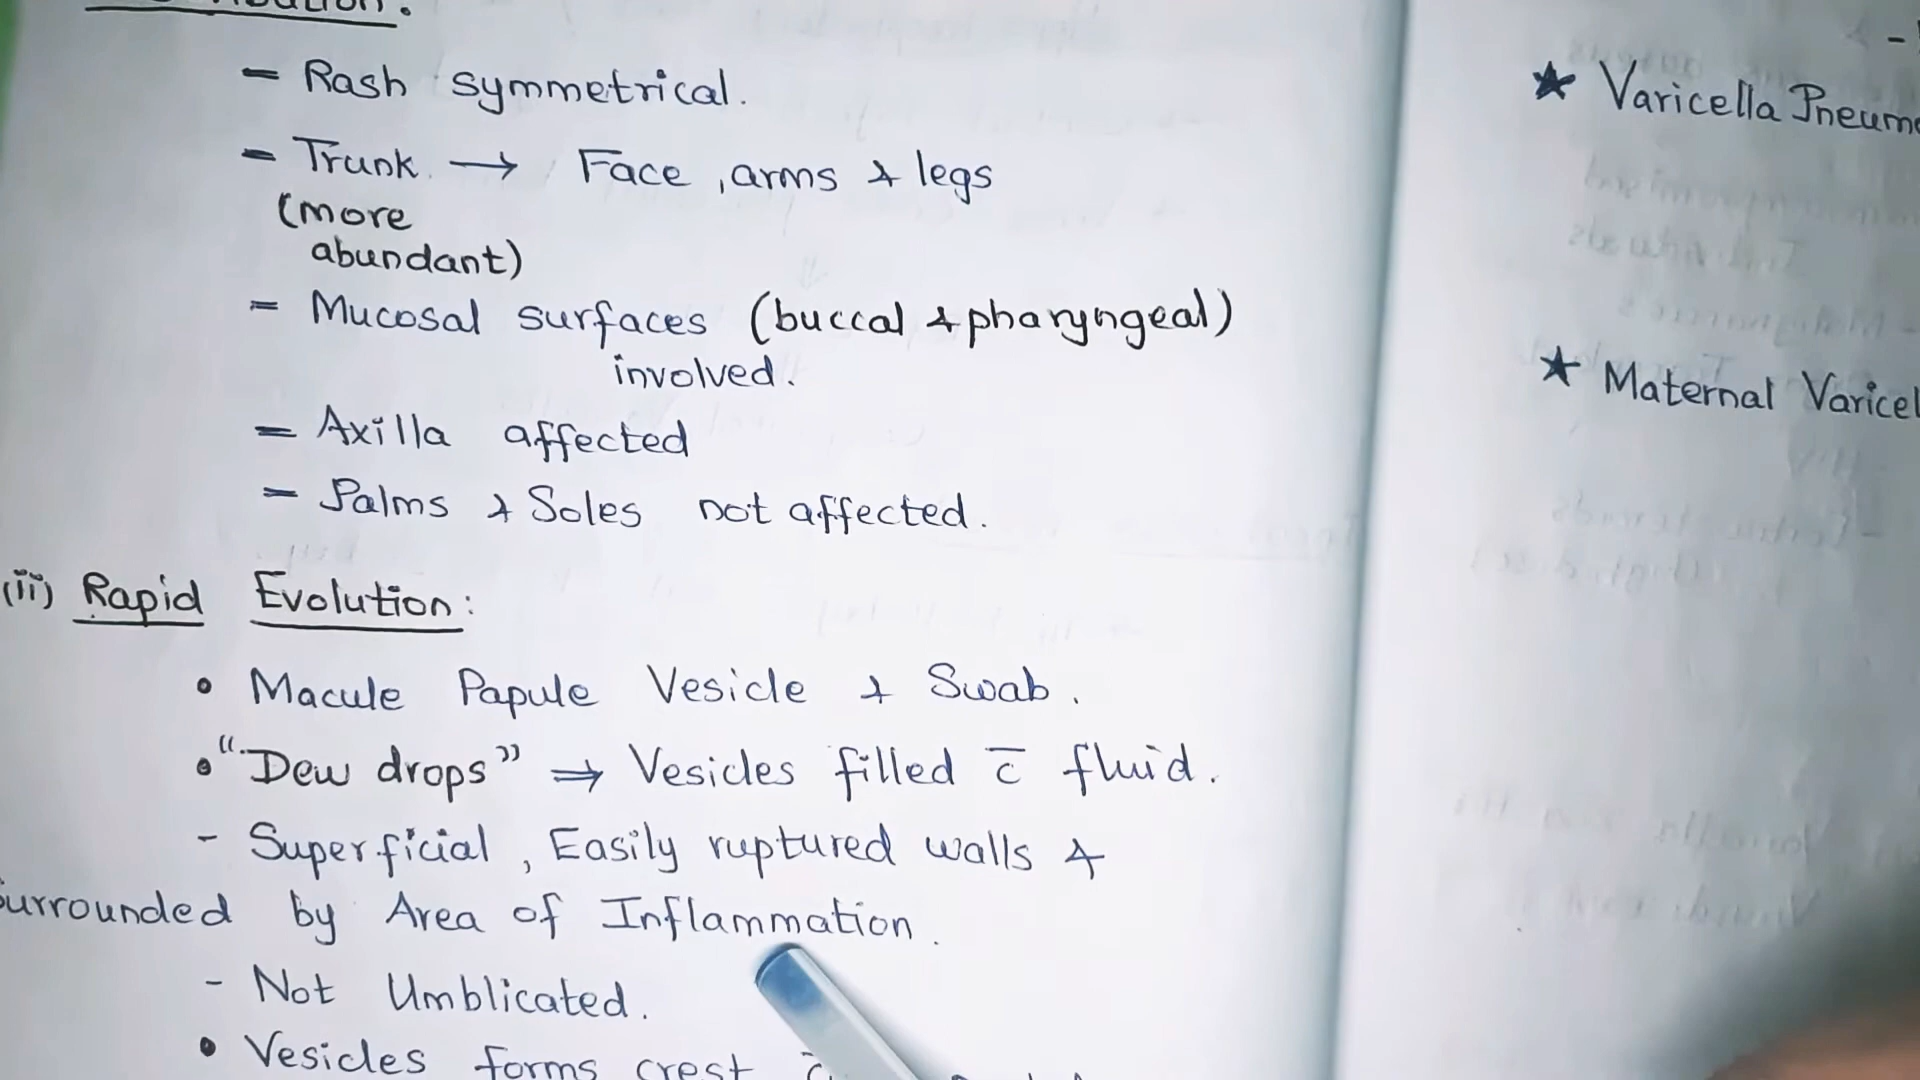 - Rash symmetrical.
- Trunk → Face, arms & legs
(more
abundant)
- Mucosal surfaces (buccal & pharyngeal)
involved.
- Axilla affected
- Palms & Soles not affected.
(ii) Rapid Evolution:
• Macule Papule Vesicle & Swab.
• "Dew drops" ⇒ Vesicles filled c̅ fluid.
- Superficial, Easily ruptured walls &
surrounded by Area of Inflammation.
- Not Umblicated.
• Vesicles forms crest c̅
★ Varicella Pneumo
★ Maternal Varicel